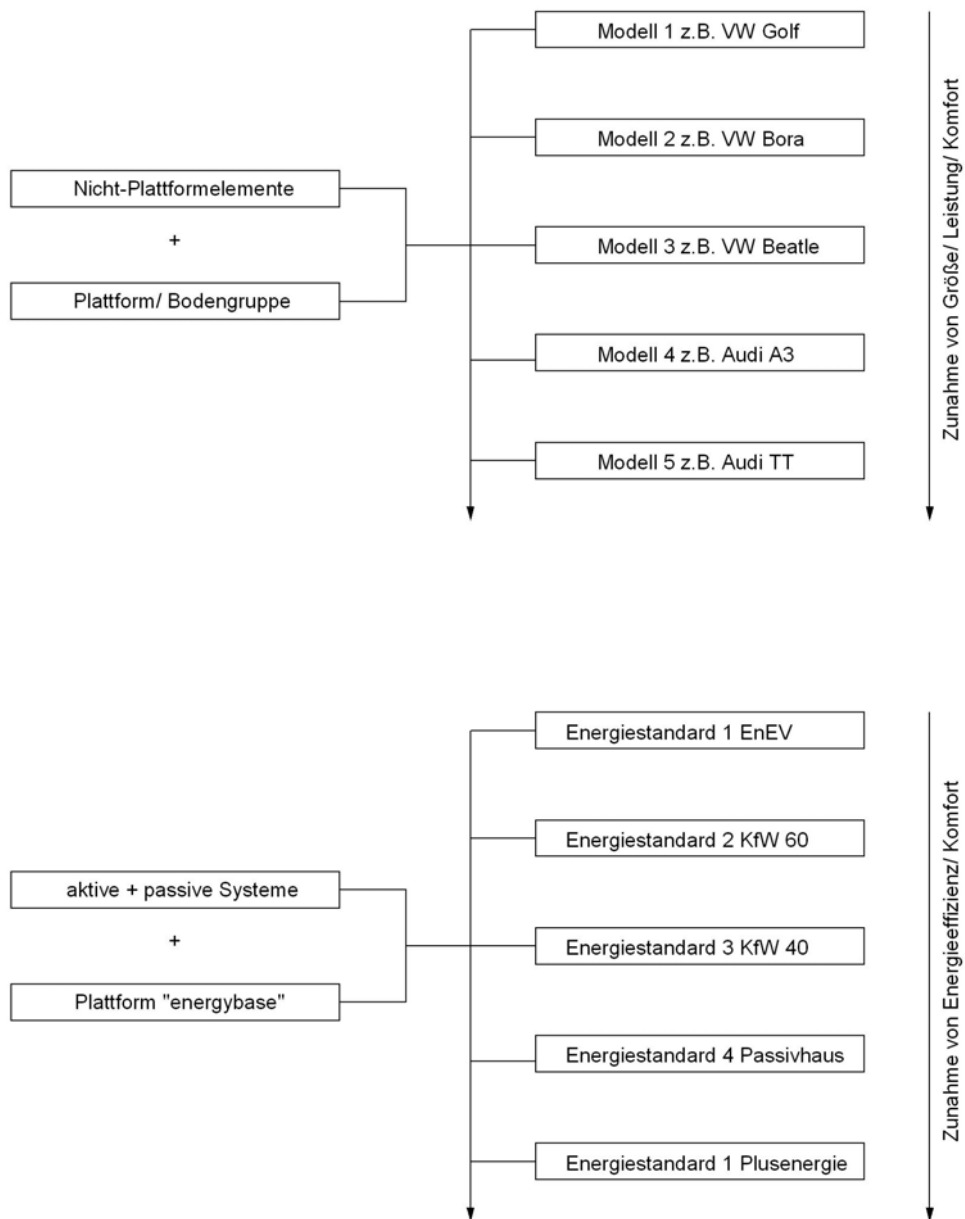 Modell 1 z.B. VW Golf
Modell 2 z.B. VW Bora
Nicht-Plattformelemente
+
Modell 3 z.B. VW Beatle
Plattform/ Bodengruppe
Modell 4 z.B. Audi A3
Modell 5 z.B. Audi TT
Zunahme von Größe/ Leistung/ Komfort
Energiestandard 1 EnEV
Energiestandard 2 KfW 60
aktive + passive Systeme
+
Energiestandard 3 KfW 40
Plattform "energybase"
Energiestandard 4 Passivhaus
Energiestandard 1 Plusenergie
Zunahme von Energieeffizienz/ Komfort